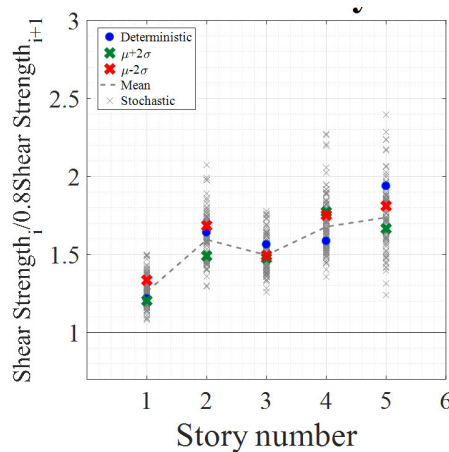 y
3
2.5
2
1.5
1
Deterministic
μ+2σ
μ-2σ
Mean
Stochastic
Shear Strength_i/0.8Shear Strength_{i+1}
1 2 3 4 5 6
Story number